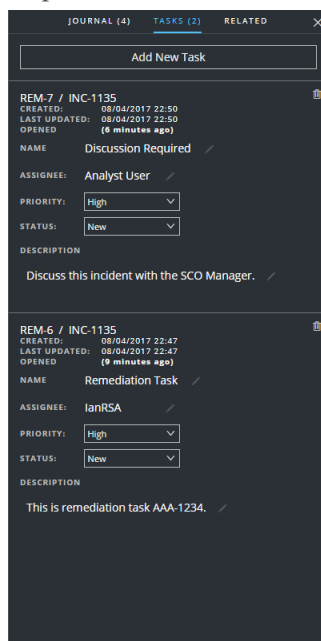 JOURNAL (4) TASKS (2) RELATED
Add New Task
REM-7 / INC-1135
CREATED: 08/04/2017 22:50
LAST UPDATED: 08/04/2017 22:50
OPENED (6 minutes ago)
NAME Discussion Required
ASSIGNEE: Analyst User
PRIORITY: High
STATUS: New
DESCRIPTION
Discuss this incident with the SCO Manager.
REM-6 / INC-1135
CREATED: 08/04/2017 22:47
LAST UPDATED: 08/04/2017 22:47
OPENED (9 minutes ago)
NAME Remediation Task
ASSIGNEE: IanRSA
PRIORITY: High
STATUS: New
DESCRIPTION
This is remediation task AAA-1234.